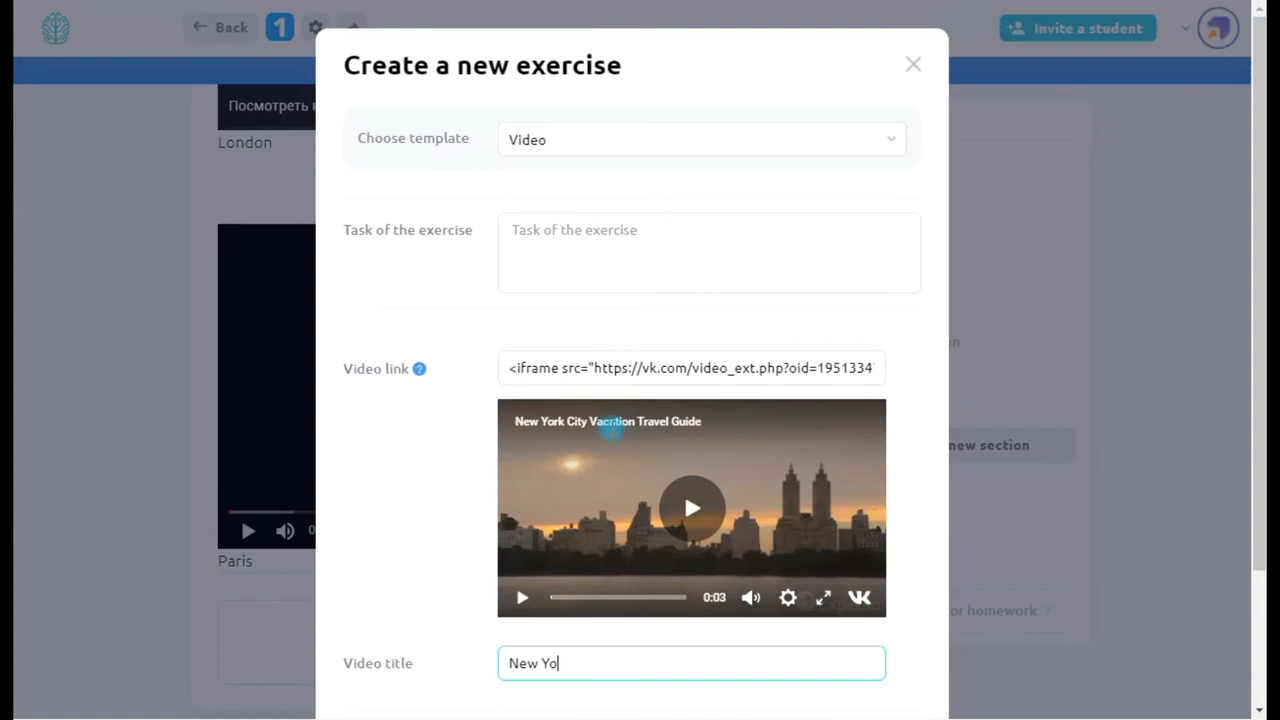 Back
1
Invite a student
Create a new exercise
Посмотреть
London
Choose template
Video
Task of the exercise
Task of the exercise
Video link ?
<iframe src="https://vk.com/video_ext.php?oid=1951334
New York City Vacation Travel Guide
new section
0:03
Paris
or homework ?
Video title
New Yo